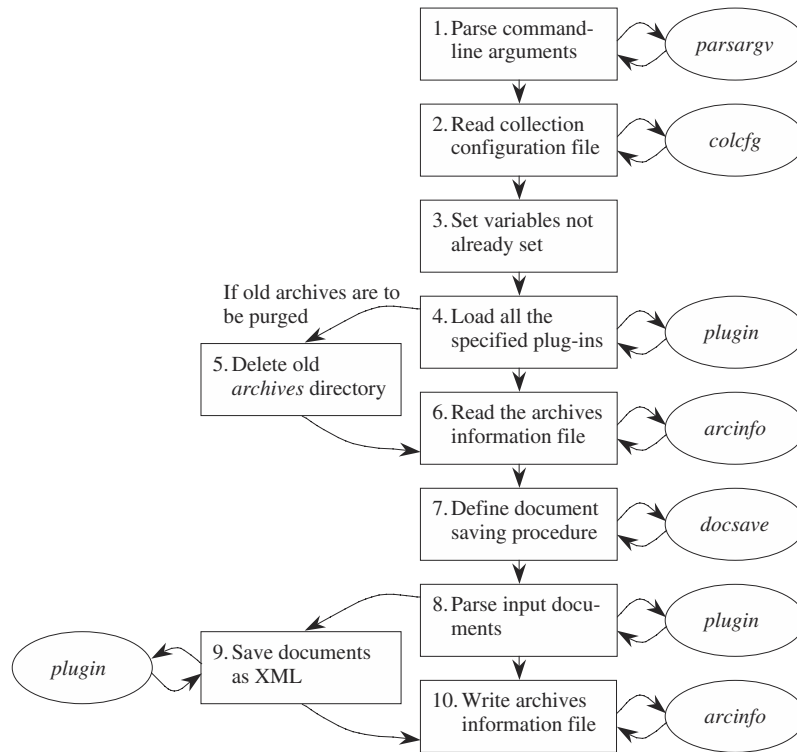 1. Parse command-
line arguments
parsargv
2. Read collection
configuration file
colcfg
3. Set variables not
already set
If old archives are to
be purged
4. Load all the
specified plug-ins
plugin
5. Delete old
archives directory
6. Read the archives
information file
arcinfo
7. Define document
saving procedure
docsave
8. Parse input docu-
ments
plugin
9. Save documents
as XML
plugin
10. Write archives
information file
arcinfo